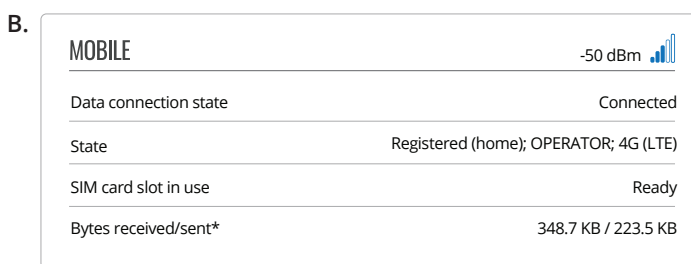 B.
MOBILE -50 dBm
Data connection state Connected
State Registered (home); OPERATOR; 4G (LTE)
SIM card slot in use Ready
Bytes received/sent* 348.7 KB / 223.5 KB